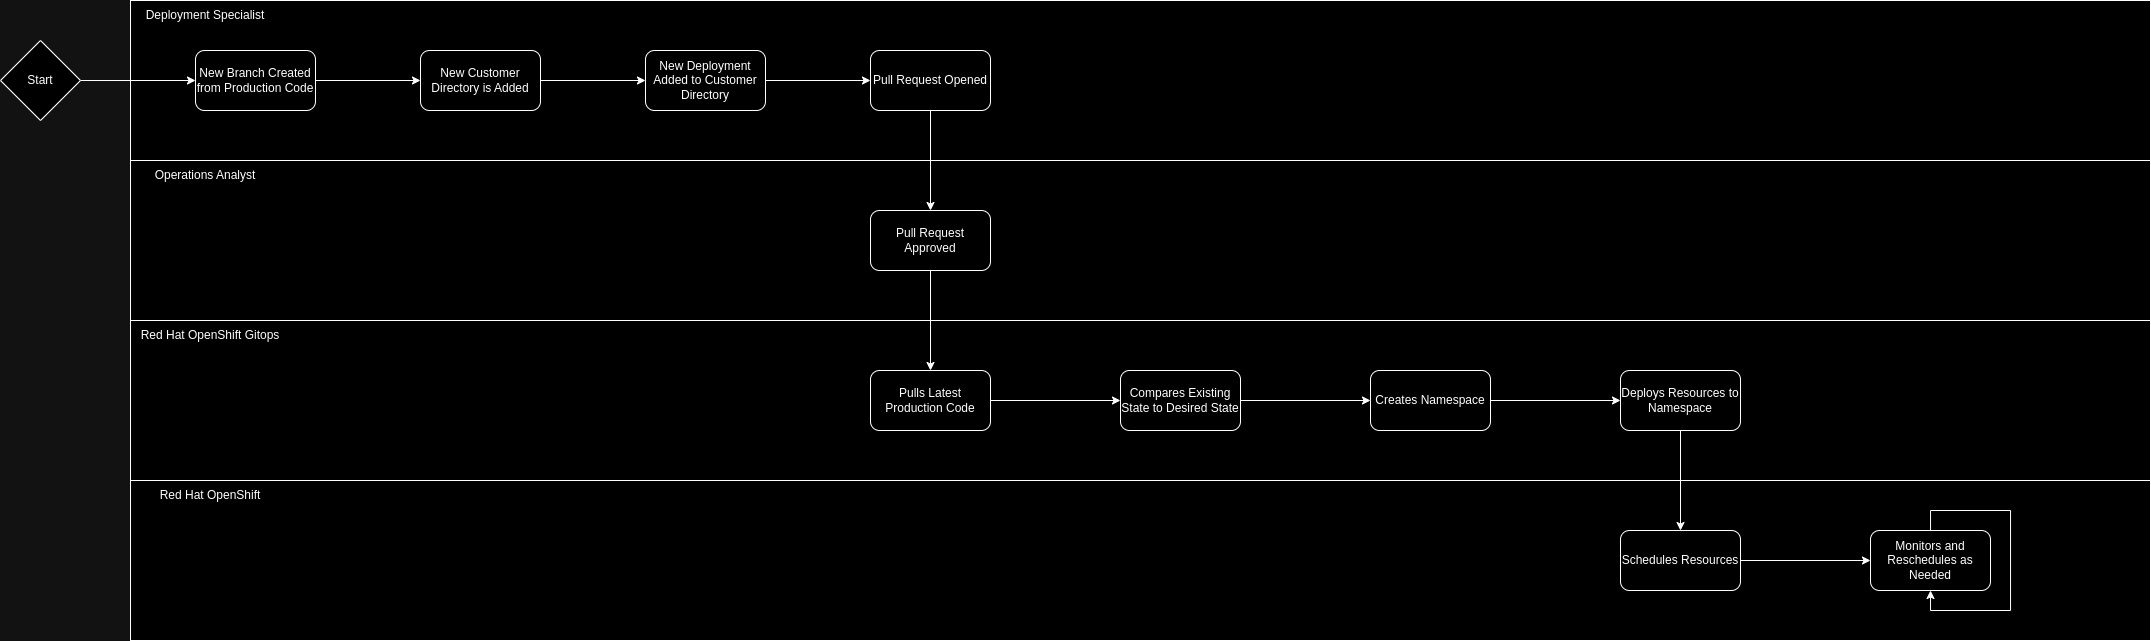 Deployment Specialist
Start
New Branch Created
from Production Code
New Customer
Directory is Added
New Deployment
Added to Customer
Directory
Pull Request Opened
Operations Analyst
Pull Request
Approved
Red Hat OpenShift Gitops
Pulls Latest
Production Code
Compares Existing
State to Desired State
Creates Namespace
Deploys Resources to
Namespace
Red Hat OpenShift
Schedules Resources
Monitors and
Reschedules as
Needed